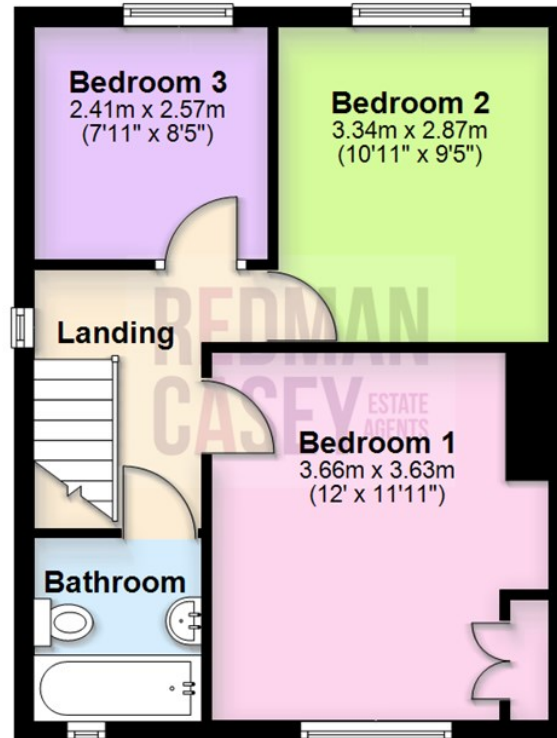 Bedroom 3
2.41m x 2.57m
(7'11" x 8'5")
Bedroom 2
3.34m x 2.87m
(10'11" x 9'5")
Landing
REDMAN
CASEY
ESTATE
AGENTS
Bedroom 1
3.66m x 3.63m
(12' x 11'11")
Bathroom